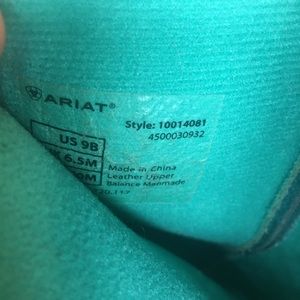 ARIAT®
Style: 10014081
4500030932
US 9B
6.5M
Made in China
Leather Upper
Balance Manmade